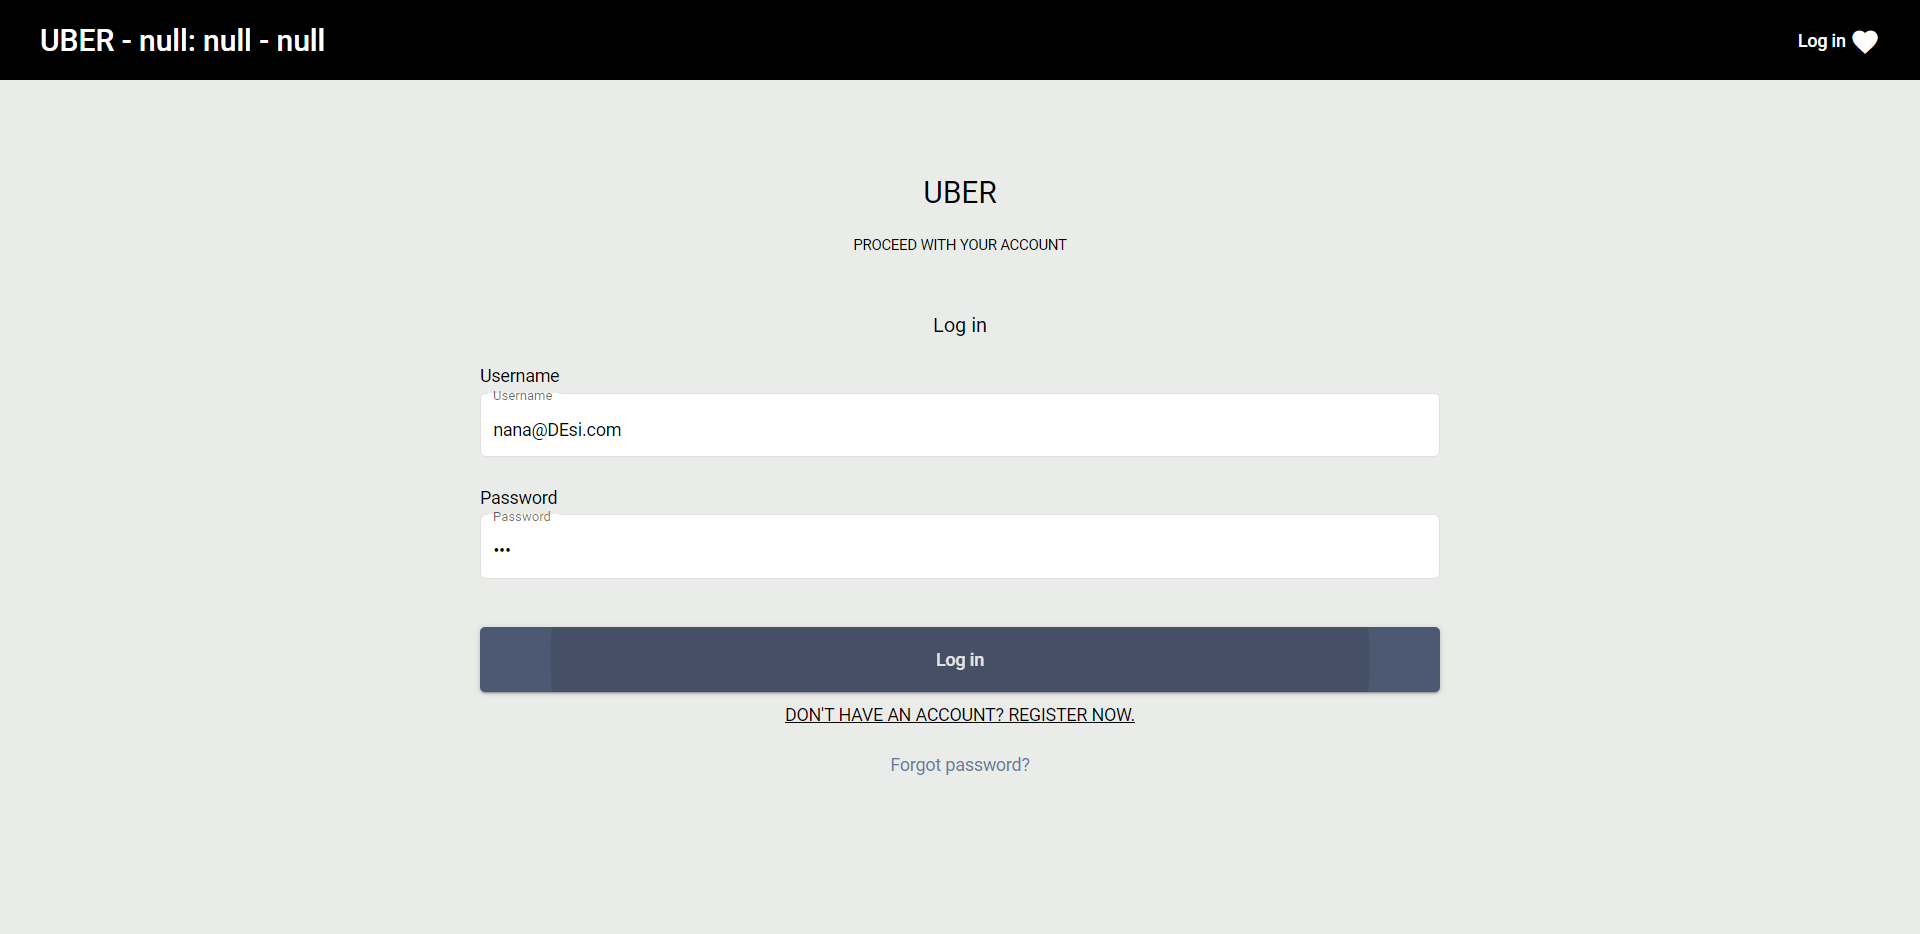 UBER - null: null - null
Log in
UBER
PROCEED WITH YOUR ACCOUNT
Log in
Username
Username
nana@DEsi.com
Password
Password
•••
Log in
DON'T HAVE AN ACCOUNT? REGISTER NOW.
Forgot password?